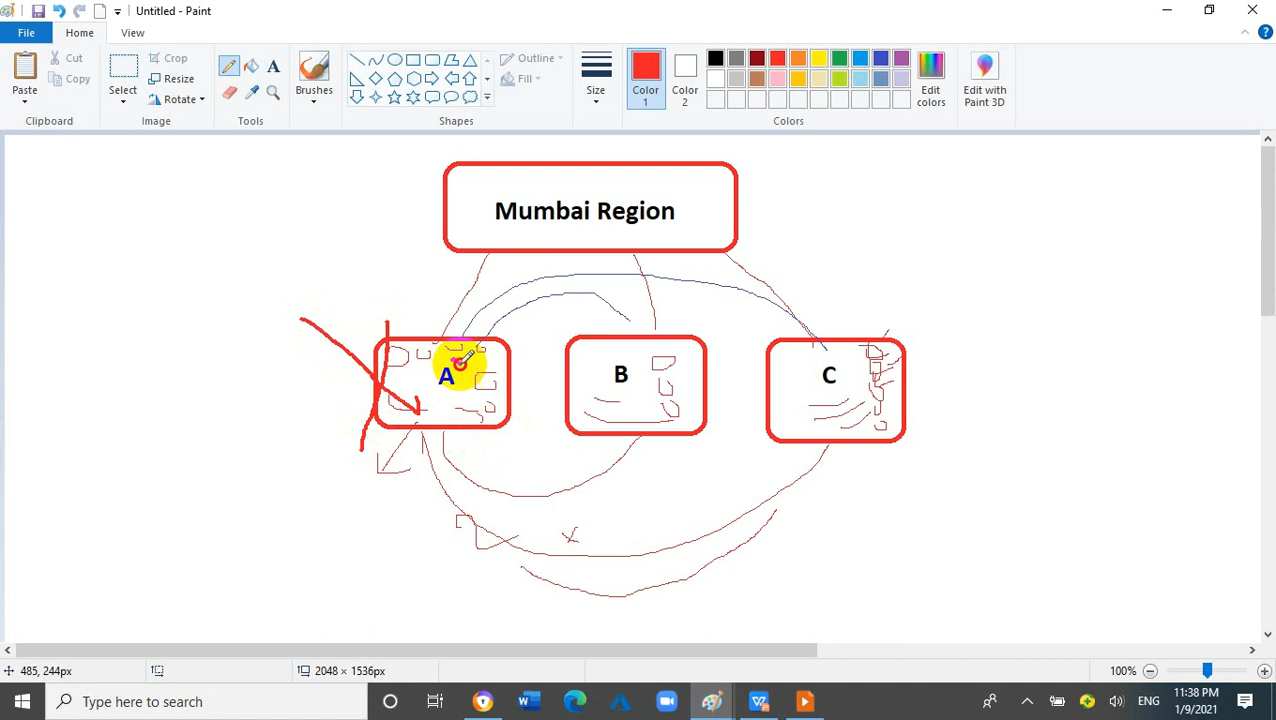 Untitled - Paint
File
Home
View
Paste
Cut
Copy
Clipboard
Select
Crop
Resize
Rotate
Image
Tools
Brushes
Outline
Fill
Shapes
Size
Color 1
Color 2
Edit colors
Edit with Paint 3D
Colors
Mumbai Region
A
B
C
485, 244px
2048 × 1536px
100%
Type here to search
ENG
11:38 PM
1/9/2021